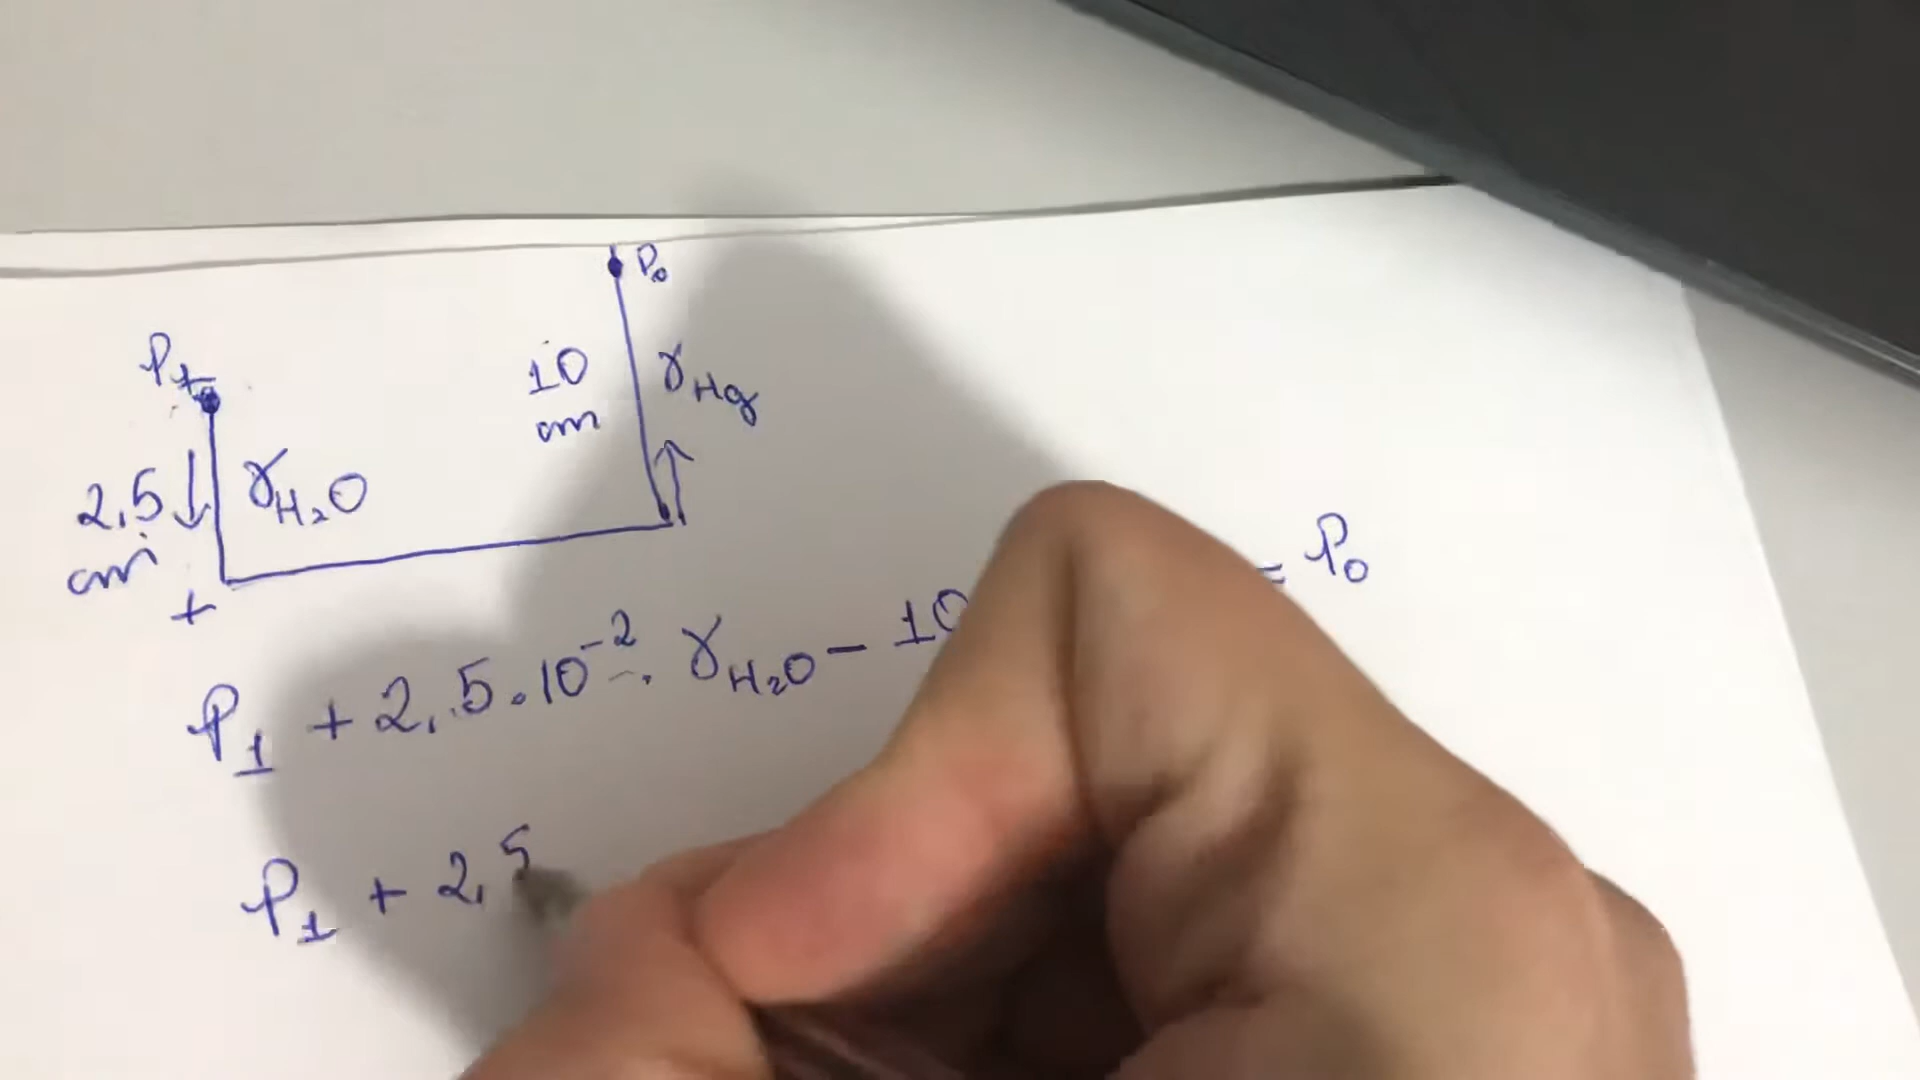 P₀
P₁
10
cm
γHg
2,5
cm
γH₂O
+
P₁ + 2,5.10⁻². γH₂O - 10 = P₀
P₁ + 2,5